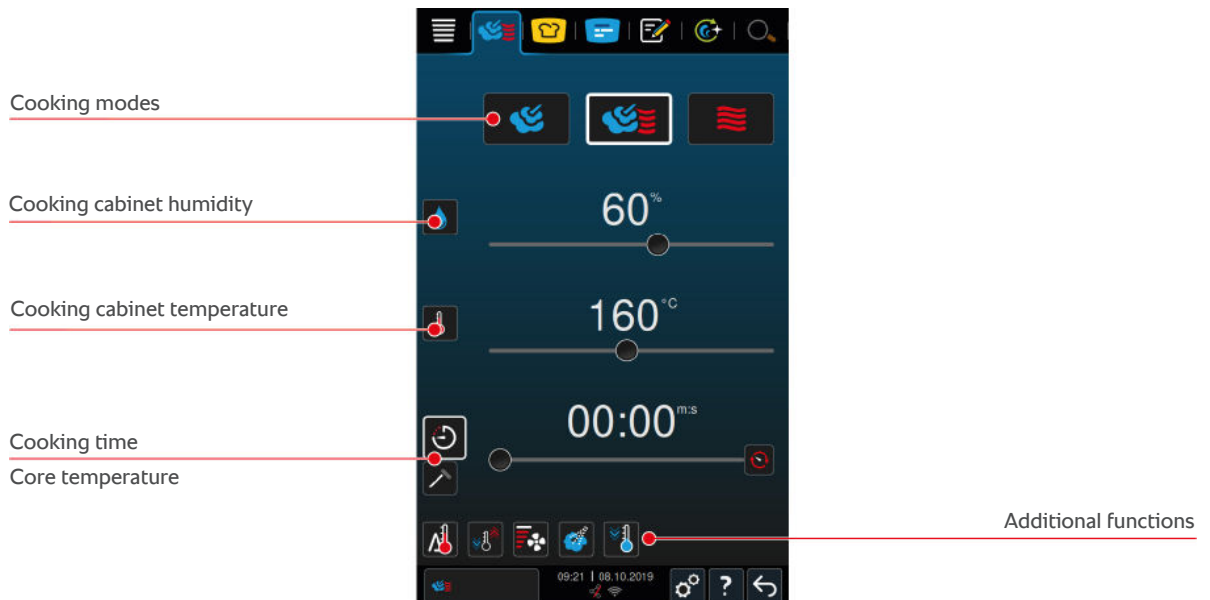 Cooking modes
60%
Cooking cabinet humidity
160°C
Cooking cabinet temperature
00:00 m:s
Cooking time
Core temperature
Additional functions
09:21 | 08.10.2019
?